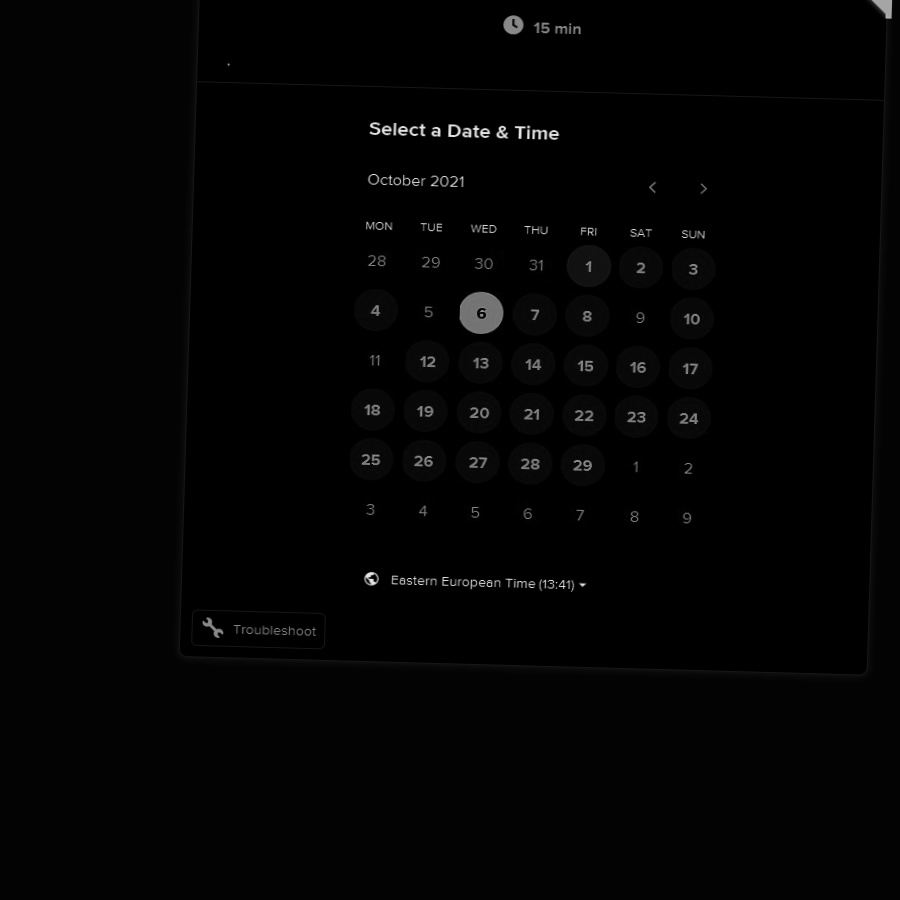 15 min
.
Select a Date & Time
October 2021
MON TUE WED THU FRI SAT SUN
28 29 30 31 1 2 3
4 5 6 7 8 9 10
11 12 13 14 15 16 17
18 19 20 21 22 23 24
25 26 27 28 29 1 2
3 4 5 6 7 8 9
Eastern European Time (13:41)
Troubleshoot